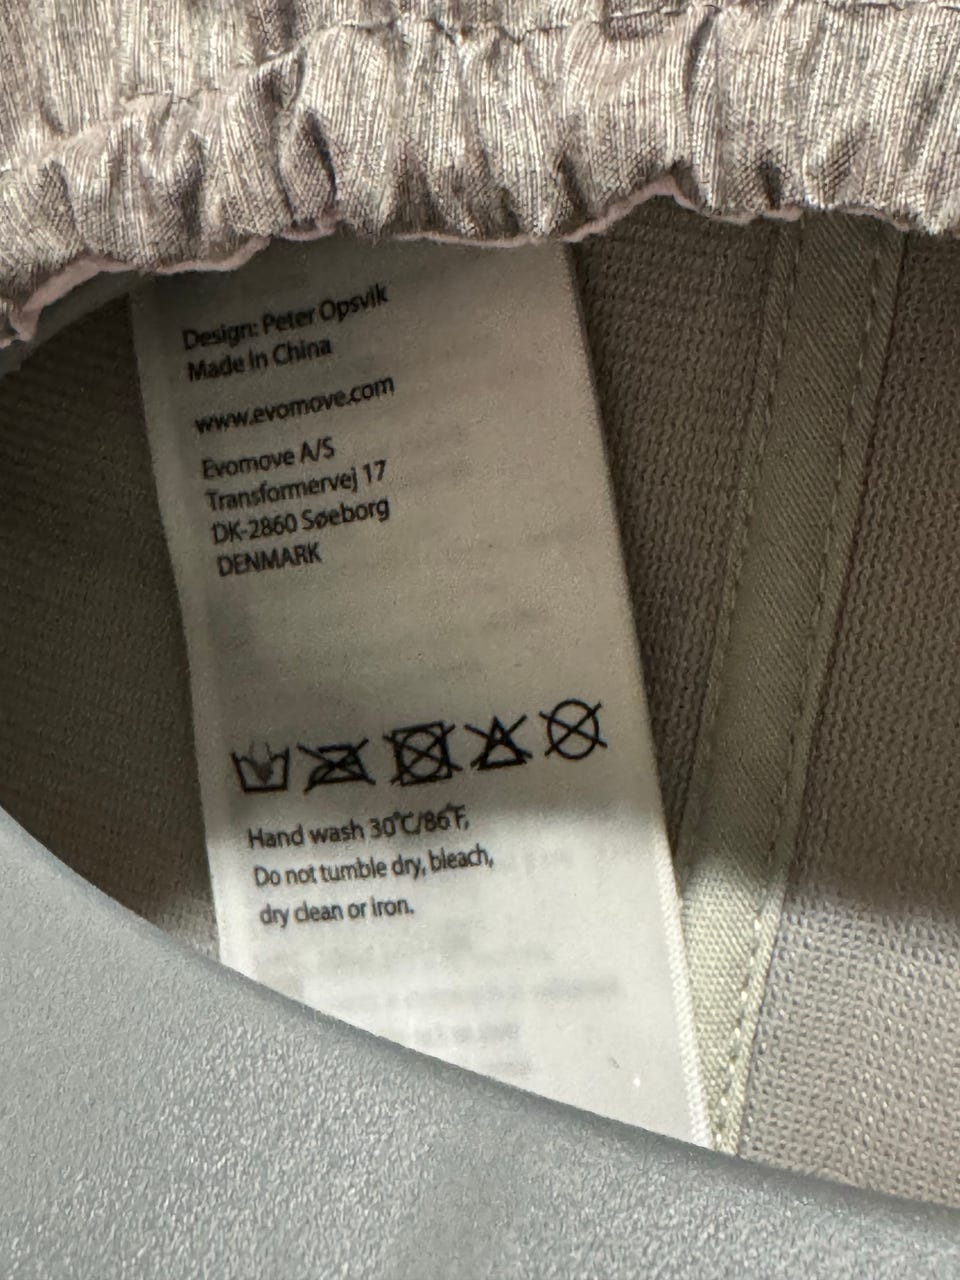 Design: Peter Opsvik
Made in China
www.evomove.com
Evomove A/S
Transformervej 17
DK-2860 Søeborg
DENMARK
Hand wash 30°C/86°F,
Do not tumble dry, bleach,
dry clean or iron.